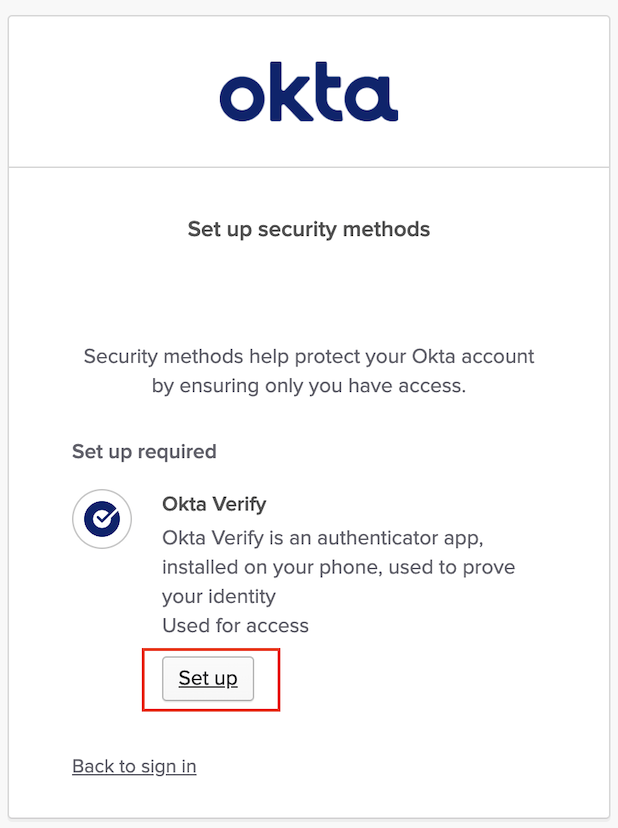 okta
Set up security methods
Security methods help protect your Okta account
by ensuring only you have access.
Set up required
Okta Verify
Okta Verify is an authenticator app,
installed on your phone, used to prove
your identity
Used for access
Set up
Back to sign in